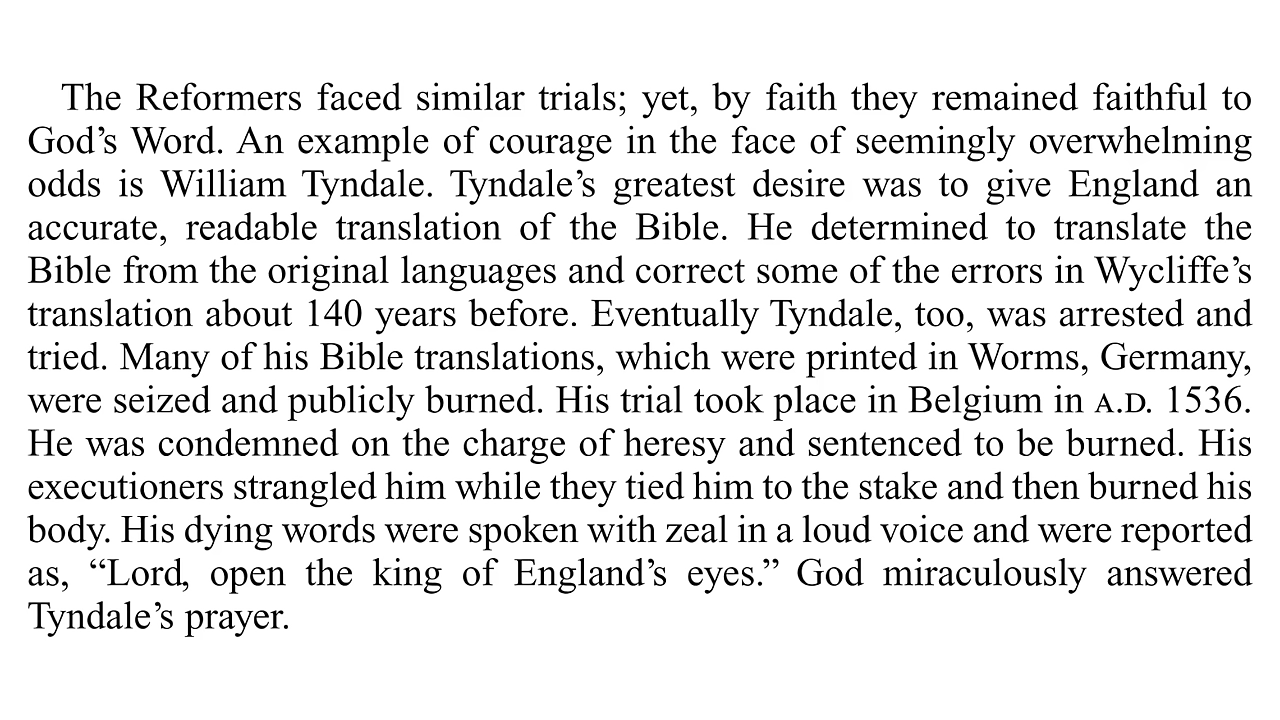 The Reformers faced similar trials; yet, by faith they remained faithful to
God’s Word. An example of courage in the face of seemingly overwhelming
odds is William Tyndale. Tyndale’s greatest desire was to give England an
accurate, readable translation of the Bible. He determined to translate the
Bible from the original languages and correct some of the errors in Wycliffe’s
translation about 140 years before. Eventually Tyndale, too, was arrested and
tried. Many of his Bible translations, which were printed in Worms, Germany,
were seized and publicly burned. His trial took place in Belgium in A.D. 1536.
He was condemned on the charge of heresy and sentenced to be burned. His
executioners strangled him while they tied him to the stake and then burned his
body. His dying words were spoken with zeal in a loud voice and were reported
as, “Lord, open the king of England’s eyes.” God miraculously answered
Tyndale’s prayer.